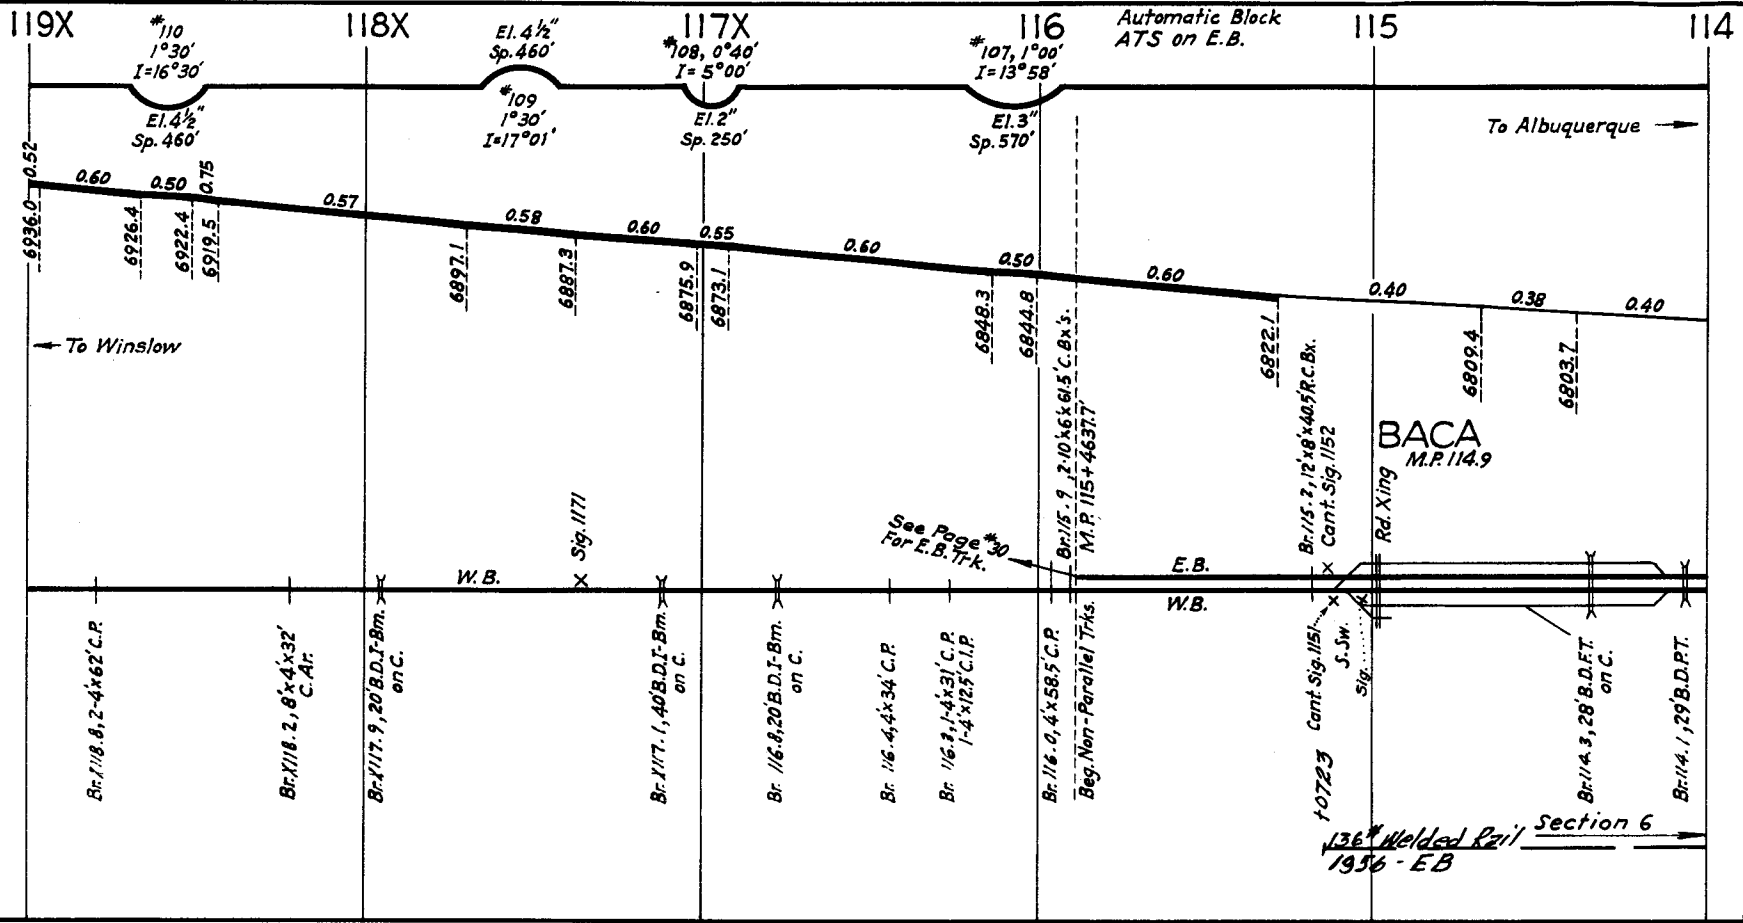 119X
118X
117X
116
115
114
Automatic Block
ATS on E.B.
#110
1°30'
I=16°30'
El.4½"
Sp.460'
El.4½"
Sp.460'
#109
1°30'
I=17°01'
#108, 0°40'
I=5°00'
El.2"
Sp.250'
#107, 1°00'
I=13°58'
El.3"
Sp.570'
To Albuquerque
0.52
0.60
0.50
0.75
0.57
0.58
0.60
0.55
0.60
0.50
0.60
0.40
0.38
0.40
6936.0
6926.4
6922.4
6919.5
6897.1
6887.3
6875.9
6873.1
6848.3
6844.8
6822.1
6809.4
6803.7
To Winslow
BACA
M.P. 114.9
Sig. 1171
See Page #30
For E.B. Trk.
Br. 115.9, 2-10'x6'x61.5' C.Bx's.
M.P. 115+4637.7'
Br. 115.2, 12'x8'x40.5' R.C.Bx.
Cant. Sig. 1152
Rd. Xing
W.B.
E.B.
W.B.
Br. X118.8, 2-4'x62' C.P.
Br. X118.2, 8'x4'x32'
C. Ar.
Br. X117.9, 20' B.D.I-Bm.
on C.
Br. X117.1, 40' B.D.I-Bm.
on C.
Br. 116.8, 20' B.D.I-Bm.
on C.
Br. 116.4, 4'x34' C.P.
Br. 116.3, 1-4'x31' C.P.
1-4'x12.5' C.I.P.
Br. 116.0, 4'x58.5' C.P.
Beg. Non-Parallel Trks.
Cant. Sig. 1151
S. Sw.
Sig.
+0723
Br. 114.3, 28' B.D.F.T.
on C.
Br. 114.1, 29' B.D.P.T.
136# Welded Rail
1956 - EB
Section 6